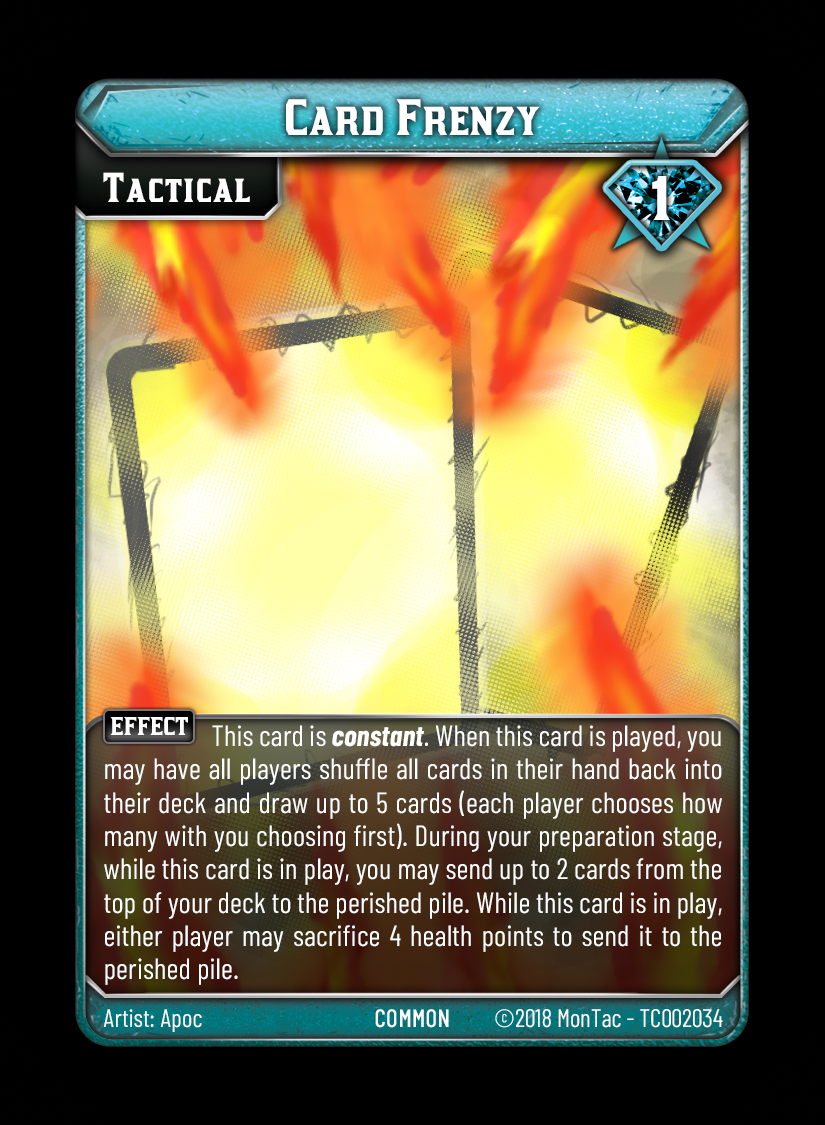 Card Frenzy
Tactical
1
EFFECT
This card is constant. When this card is played, you
may have all players shuffle all cards in their hand back into
their deck and draw up to 5 cards (each player chooses how
many with you choosing first). During your preparation stage,
while this card is in play, you may send up to 2 cards from the
top of your deck to the perished pile. While this card is in play,
either player may sacrifice 4 health points to send it to the
perished pile.
Artist: Apoc
COMMON
©2018 MonTac - TC002034